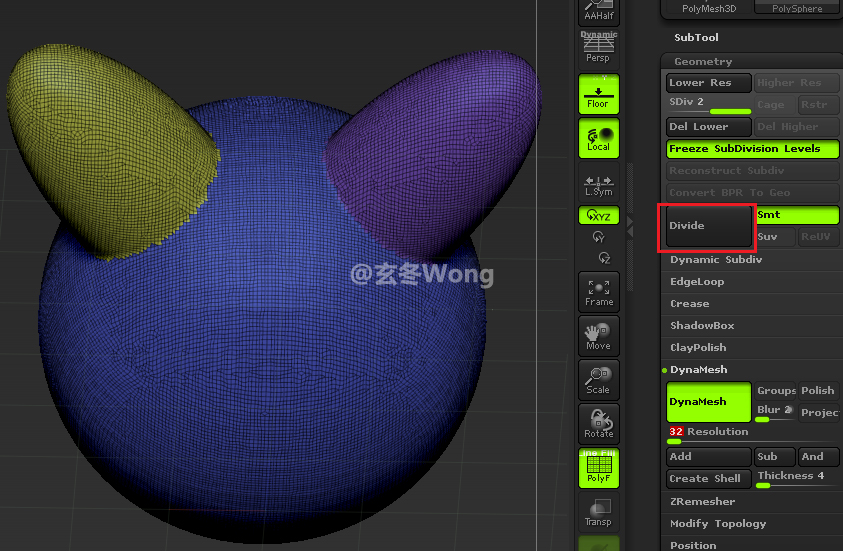 PolyMesh3D PolySphere
AAHalf
SubTool
Dynamic
Persp
Geometry
Lower Res Higher Res
Floor
SDiv 2 Cage Rstr
Del Lower Del Higher
Local
Freeze SubDivision Levels
Reconstruct Subdiv
L.Sym
Convert BPR To Geo
XYZ
Divide Smt
Suv ReUV
Y
Z
Dynamic Subdiv
@玄冬Wong
EdgeLoop
Frame
Crease
ShadowBox
Move
ClayPolish
DynaMesh
Scale
DynaMesh Groups Polish
Blur 2 Projec
Rotate
32 Resolution
Add Sub And
PolyF
Create Shell Thickness 4
ZRemesher
Transp
Modify Topology
Position